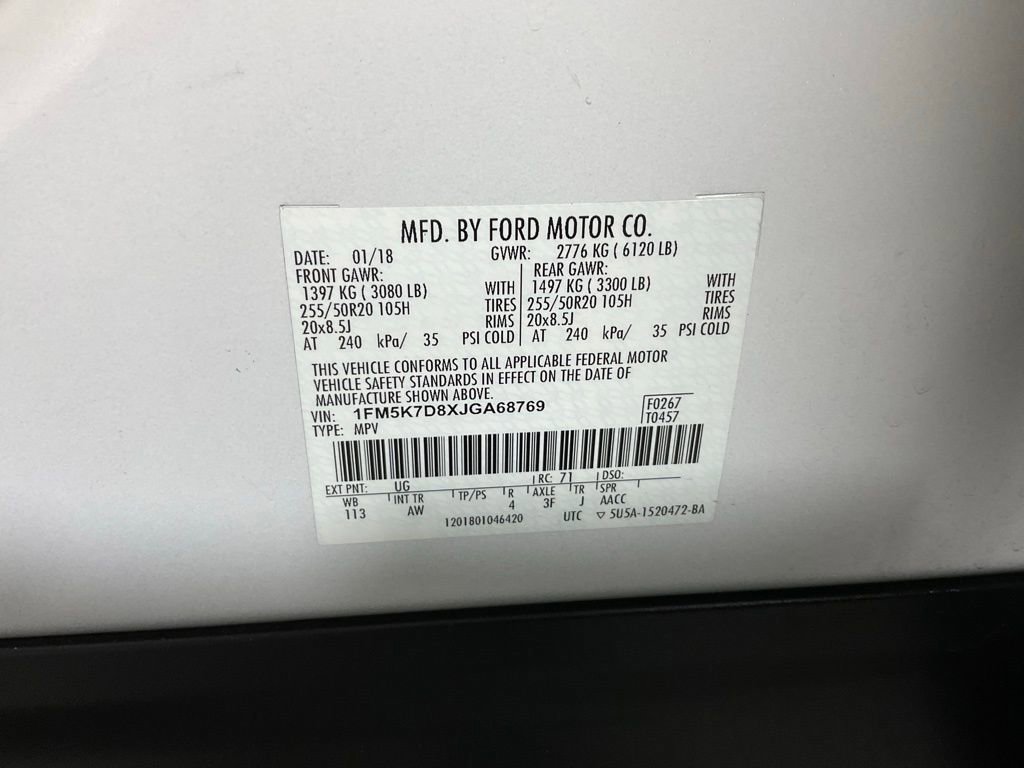 MFD. BY FORD MOTOR CO.
DATE: 01/18 GVWR: 2776 KG ( 6120 LB)
FRONT GAWR: REAR GAWR:
1397 KG ( 3080 LB) WITH 1497 KG ( 3300 LB) WITH
255/50R20 105H TIRES 255/50R20 105H TIRES
20x8.5J RIMS 20x8.5J RIMS
AT 240 kPa/ 35 PSI COLD AT 240 kPa/ 35 PSI COLD
THIS VEHICLE CONFORMS TO ALL APPLICABLE FEDERAL MOTOR
VEHICLE SAFETY STANDARDS IN EFFECT ON THE DATE OF
MANUFACTURE SHOWN ABOVE.
VIN: 1FM5K7D8XJGA68769 F0267
TYPE: MPV T0457
EXT PNT: UG RC: 71 DSO:
WB INT TR TP/PS R AXLE TR SPR
113 AW 4 3F J AACC
1201801046420 UTC ▽ 5U5A-1520472-BA